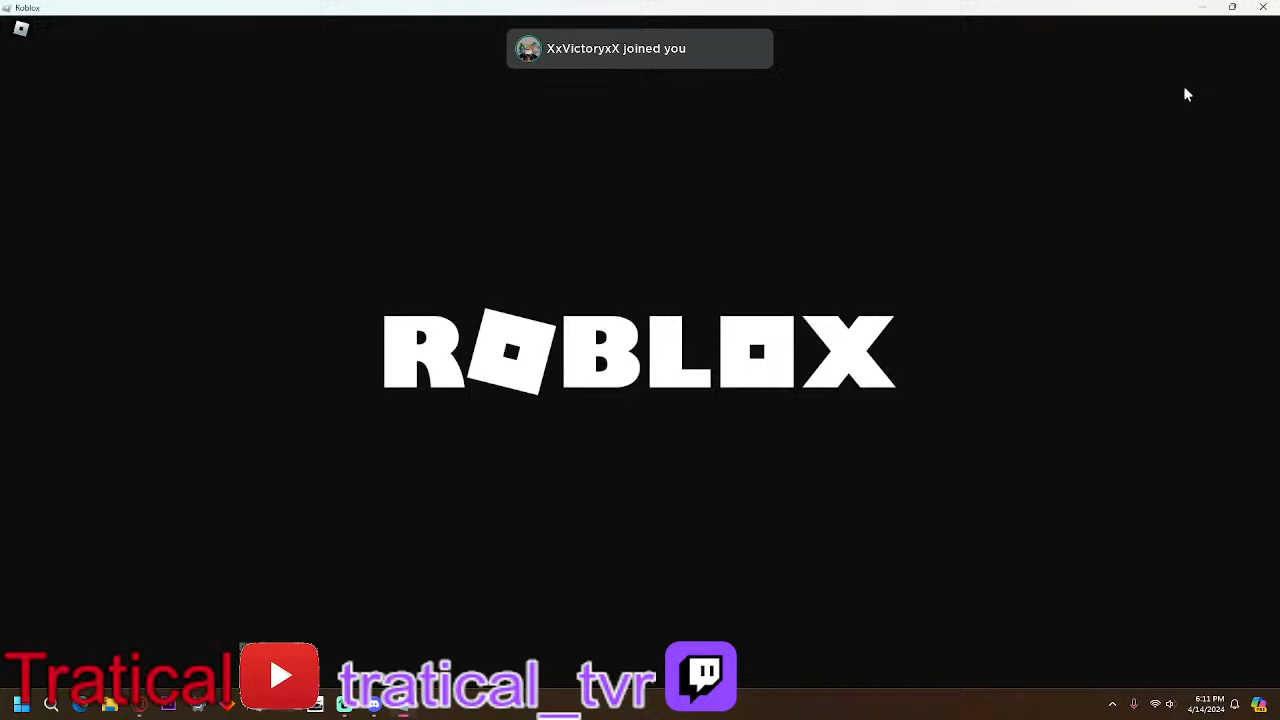 Roblox
XxVictoryxX joined you
ROBLOX
Tratical
tratical_tvr
6:11 PM
4/14/2024